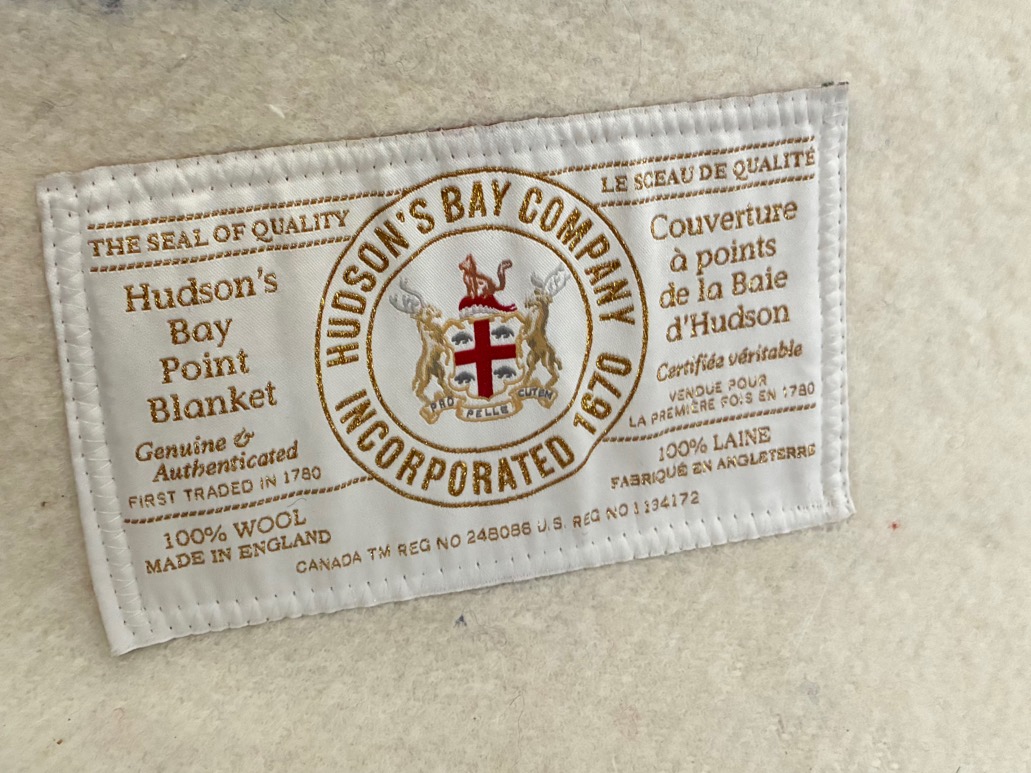 THE SEAL OF QUALITY
Hudson's
Bay
Point
Blanket
Genuine &
Authenticated
FIRST TRADED IN 1780
100% WOOL
MADE IN ENGLAND
HUDSON'S BAY COMPANY
INCORPORATED 1670
PRO PELLE CUTEM
LE SCEAU DE QUALITÉ
Couverture
à points
de la Baie
d'Hudson
Certifiée véritable
VENDUE POUR
LA PREMIÈRE FOIS EN 1780
100% LAINE
FABRIQUÉ EN ANGLETERRE
CANADA TM REG NO 248086 U.S. REG NO 1194172